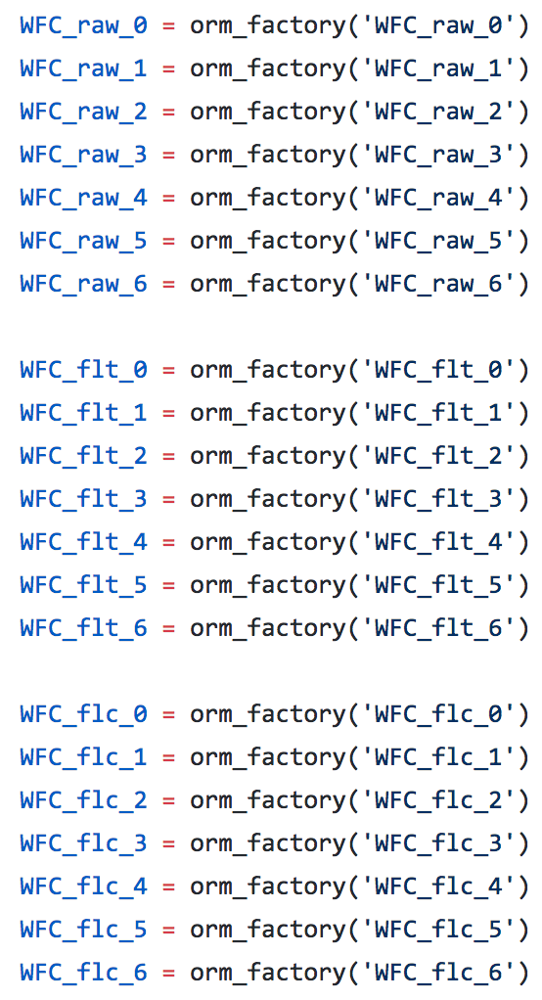 WFC_raw_0 = orm_factory('WFC_raw_0')
WFC_raw_1 = orm_factory('WFC_raw_1')
WFC_raw_2 = orm_factory('WFC_raw_2')
WFC_raw_3 = orm_factory('WFC_raw_3')
WFC_raw_4 = orm_factory('WFC_raw_4')
WFC_raw_5 = orm_factory('WFC_raw_5')
WFC_raw_6 = orm_factory('WFC_raw_6')

WFC_flt_0 = orm_factory('WFC_flt_0')
WFC_flt_1 = orm_factory('WFC_flt_1')
WFC_flt_2 = orm_factory('WFC_flt_2')
WFC_flt_3 = orm_factory('WFC_flt_3')
WFC_flt_4 = orm_factory('WFC_flt_4')
WFC_flt_5 = orm_factory('WFC_flt_5')
WFC_flt_6 = orm_factory('WFC_flt_6')

WFC_flc_0 = orm_factory('WFC_flc_0')
WFC_flc_1 = orm_factory('WFC_flc_1')
WFC_flc_2 = orm_factory('WFC_flc_2')
WFC_flc_3 = orm_factory('WFC_flc_3')
WFC_flc_4 = orm_factory('WFC_flc_4')
WFC_flc_5 = orm_factory('WFC_flc_5')
WFC_flc_6 = orm_factory('WFC_flc_6')